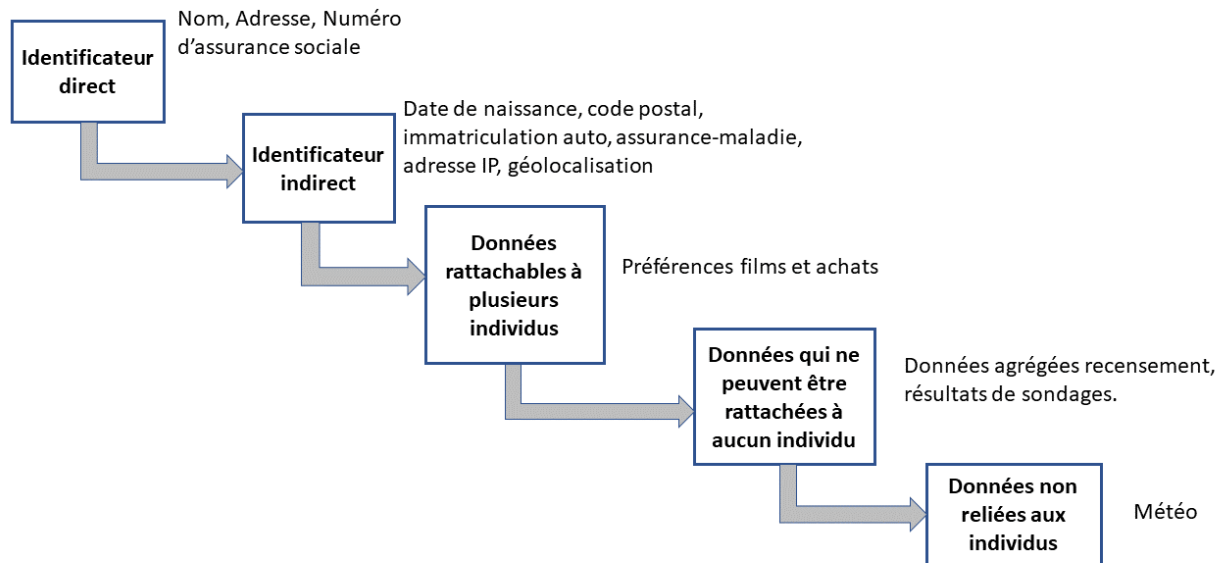 Nom, Adresse, Numéro
d’assurance sociale
Identificateur
direct
Date de naissance, code postal,
immatriculation auto, assurance-maladie,
adresse IP, géolocalisation
Identificateur
indirect
Données
rattachables à
plusieurs
individus
Préférences films et achats
Données qui ne
peuvent être
rattachées à
aucun individu
Données agrégées recensement,
résultats de sondages.
Données non
reliées aux
individus
Météo